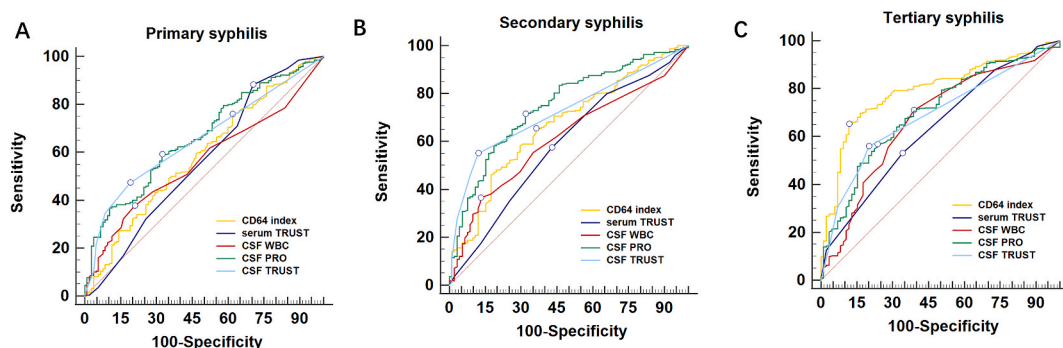 A
Primary syphilis
100
80
60
40
20
0
Sensitivity
CD64 index
serum TRUST
CSF WBC
CSF PRO
CSF TRUST
0 15 30 45 60 75 90
100-Specificity
B
Secondary syphilis
100
80
60
40
20
0
Sensitivity
CD64 index
serum TRUST
CSF WBC
CSF PRO
CSF TRUST
0 15 30 45 60 75 90
100-Specificity
C
Tertiary syphilis
100
80
60
40
20
0
Sensitivity
CD64 index
serum TRUST
CSF WBC
CSF PRO
CSF TRUST
0 15 30 45 60 75 90
100-Specificity